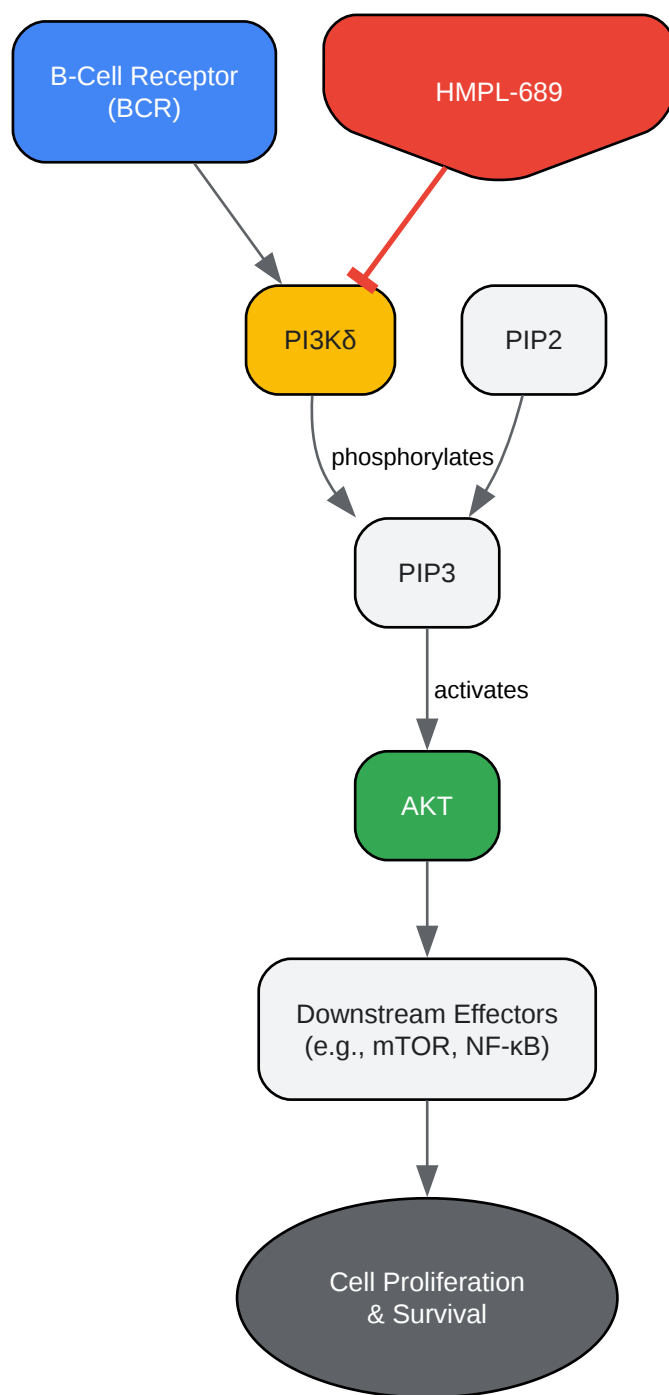 B-Cell Receptor
(BCR)
HMPL-689
PI3Kδ
PIP2
phosphorylates
PIP3
activates
AKT
Downstream Effectors
(e.g., mTOR, NF-κB)
Cell Proliferation
& Survival